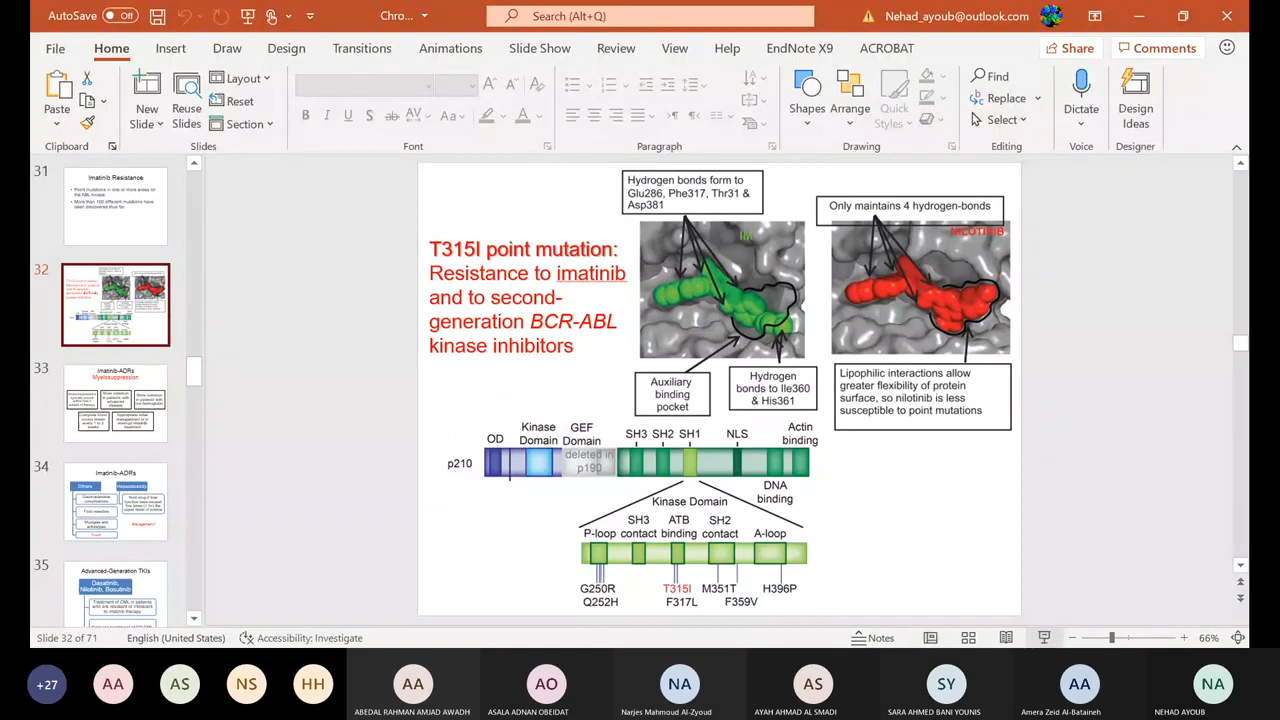 AutoSave Off
Chro...
Search (Alt+Q)
Nehad_ayoub@outlook.com
File Home Insert Draw Design Transitions Animations Slide Show Review View Help EndNote X9 ACROBAT
Share Comments
Paste
Clipboard
New Slide
Reuse Slides
Layout
Reset
Section
Slides
Font
Paragraph
Shapes Arrange Quick Styles
Drawing
Find
Replace
Select
Editing
Dictate
Voice
Design Ideas
Designer
31
Imatinib Resistance
Point mutations in one or more areas on the ABL kinase
More than 100 different mutations have been discovered thus far
32
33
Imatinib-ADRs
Myelosuppression
34
Imatinib-ADRs
Others
Hepatotoxicity
Fluid retention
35
Advanced-Generation TKIs
Dasatinib, Nilotinib, Bosutinib
Treatment of CML in patients who are resistant or intolerant to imatinib therapy
T315I point mutation:
Resistance to imatinib
and to second-
generation BCR-ABL
kinase inhibitors
Hydrogen bonds form to
Glu286, Phe317, Thr31 &
Asp381
IM
Only maintains 4 hydrogen-bonds
NILOTINIB
Auxiliary
binding
pocket
Hydrogen
bonds to Ile360
& His361
Lipophilic interactions allow
greater flexibility of protein
surface, so nilotinib is less
susceptible to point mutations
OD
Kinase
Domain
GEF
Domain
SH3 SH2 SH1
NLS
Actin
binding
p210
deleted in
p190
DNA
binding
Kinase Domain
P-loop
SH3
contact
ATB
binding
SH2
contact
A-loop
G250R T315I M351T H396P
Q252H F317L F359V
Slide 32 of 71
English (United States)
Accessibility: Investigate
Notes
66%
+27
AA
AS
NS
HH
AA
ABEDAL RAHMAN AMJAD AWADH
AO
ASALA ADNAN OBEIDAT
NA
Narjes Mahmoud Al-Zyoud
AS
AYAH AHMAD AL SMADI
SY
SARA AHMED BANI YOUNIS
AA
Amera Zeid Al-Bataineh
NA
NEHAD AYOUB